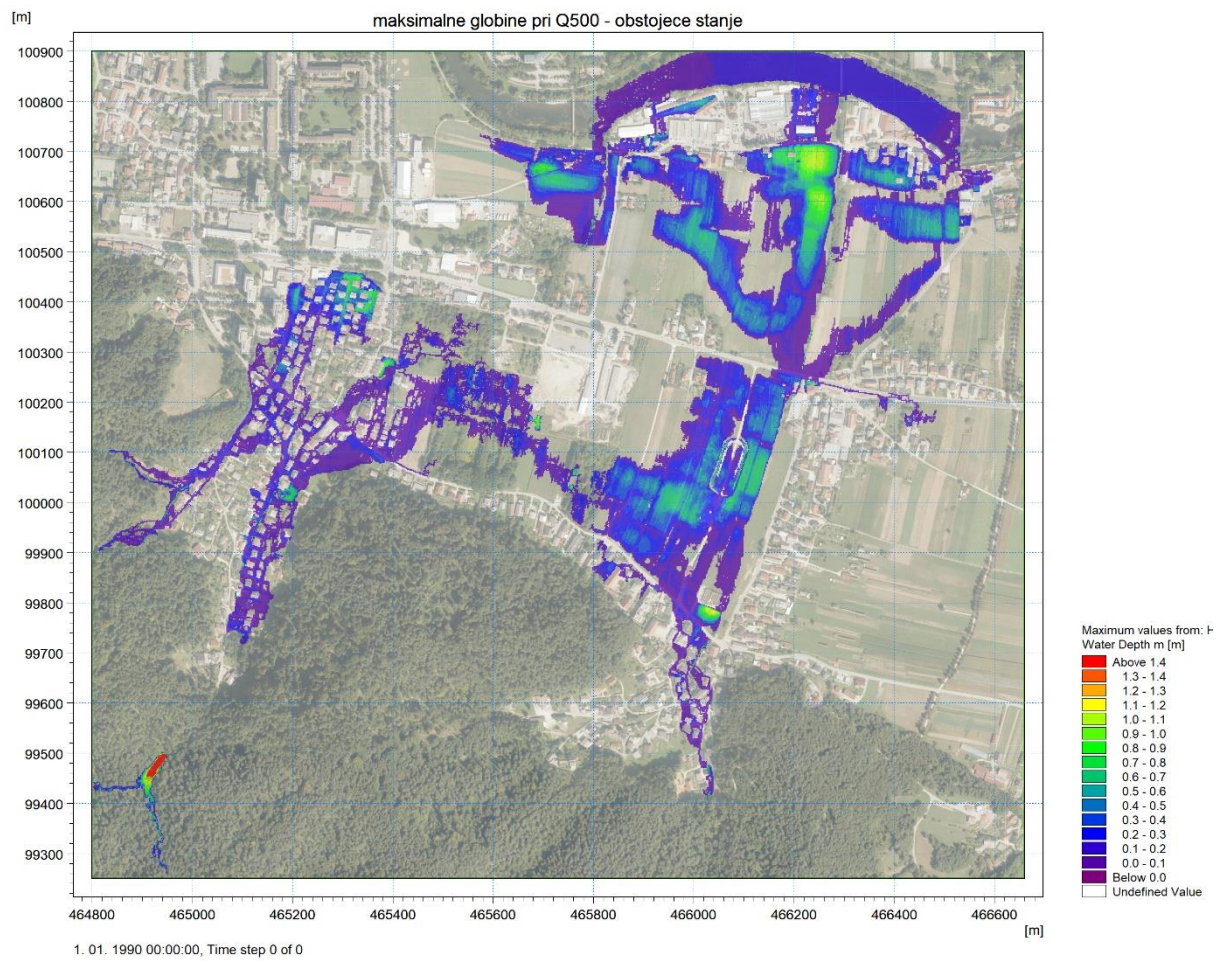 [m]
maksimalne globine pri Q500 - obstojece stanje
100900
100800
100700
100600
100500
100400
100300
100200
100100
100000
99900
99800
99700
99600
99500
99400
99300
464800 465000 465200 465400 465600 465800 466000 466200 466400 466600
[m]
1. 01. 1990 00:00:00, Time step 0 of 0
Maximum values from: H
Water Depth m [m]
Above 1.4
1.3 - 1.4
1.2 - 1.3
1.1 - 1.2
1.0 - 1.1
0.9 - 1.0
0.8 - 0.9
0.7 - 0.8
0.6 - 0.7
0.5 - 0.6
0.4 - 0.5
0.3 - 0.4
0.2 - 0.3
0.1 - 0.2
0.0 - 0.1
Below 0.0
Undefined Value